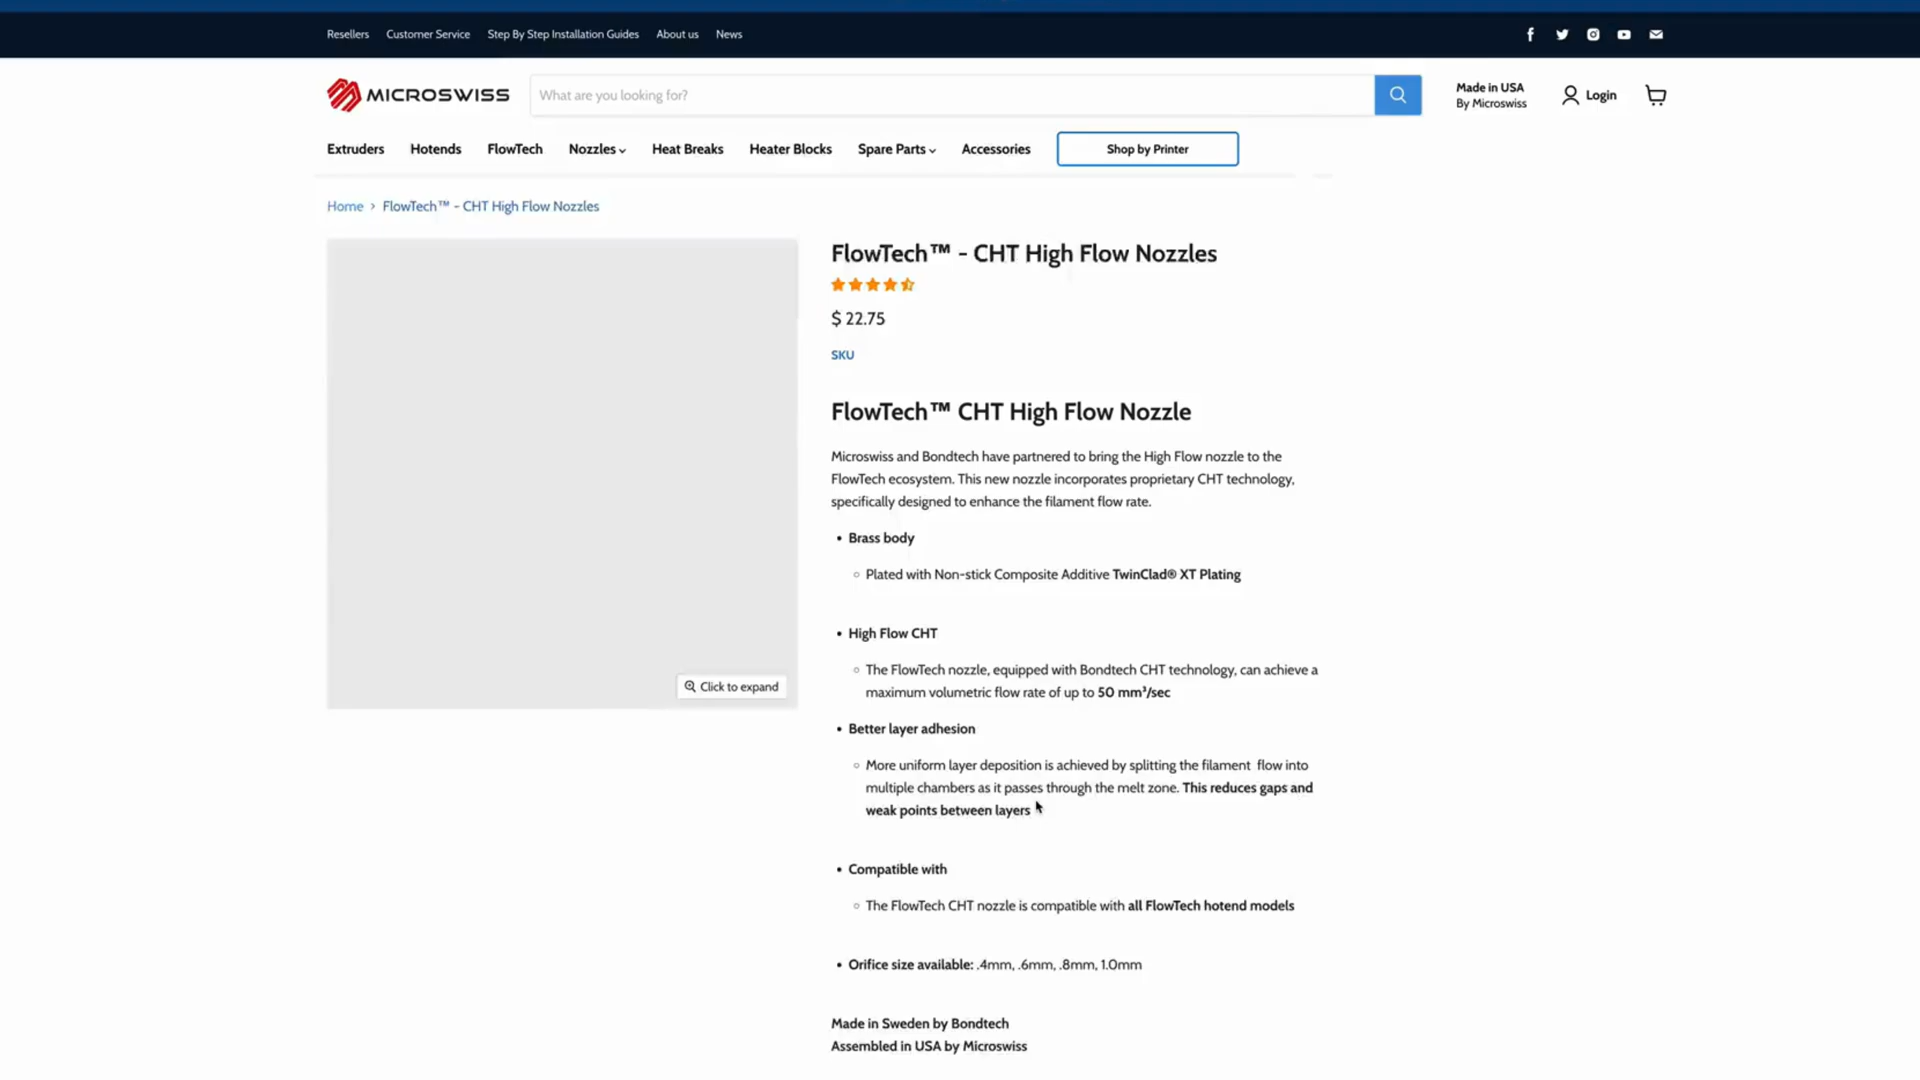 Resellers Customer Service Step By Step Installation Guides About us News
MICROSWISS
What are you looking for?
Made in USA
By Microswiss
Login
Extruders Hotends FlowTech Nozzles Heat Breaks Heater Blocks Spare Parts Accessories Shop by Printer
Home > FlowTech™ - CHT High Flow Nozzles
Click to expand
FlowTech™ - CHT High Flow Nozzles
$ 22.75
SKU
FlowTech™ CHT High Flow Nozzle
Microswiss and Bondtech have partnered to bring the High Flow nozzle to the
FlowTech ecosystem. This new nozzle incorporates proprietary CHT technology,
specifically designed to enhance the filament flow rate.
• Brass body
○ Plated with Non-stick Composite Additive TwinClad® XT Plating
• High Flow CHT
○ The FlowTech nozzle, equipped with Bondtech CHT technology, can achieve a
maximum volumetric flow rate of up to 50 mm³/sec
• Better layer adhesion
○ More uniform layer deposition is achieved by splitting the filament flow into
multiple chambers as it passes through the melt zone. This reduces gaps and
weak points between layers
• Compatible with
○ The FlowTech CHT nozzle is compatible with all FlowTech hotend models
• Orifice size available: .4mm, .6mm, .8mm, 1.0mm
Made in Sweden by Bondtech
Assembled in USA by Microswiss